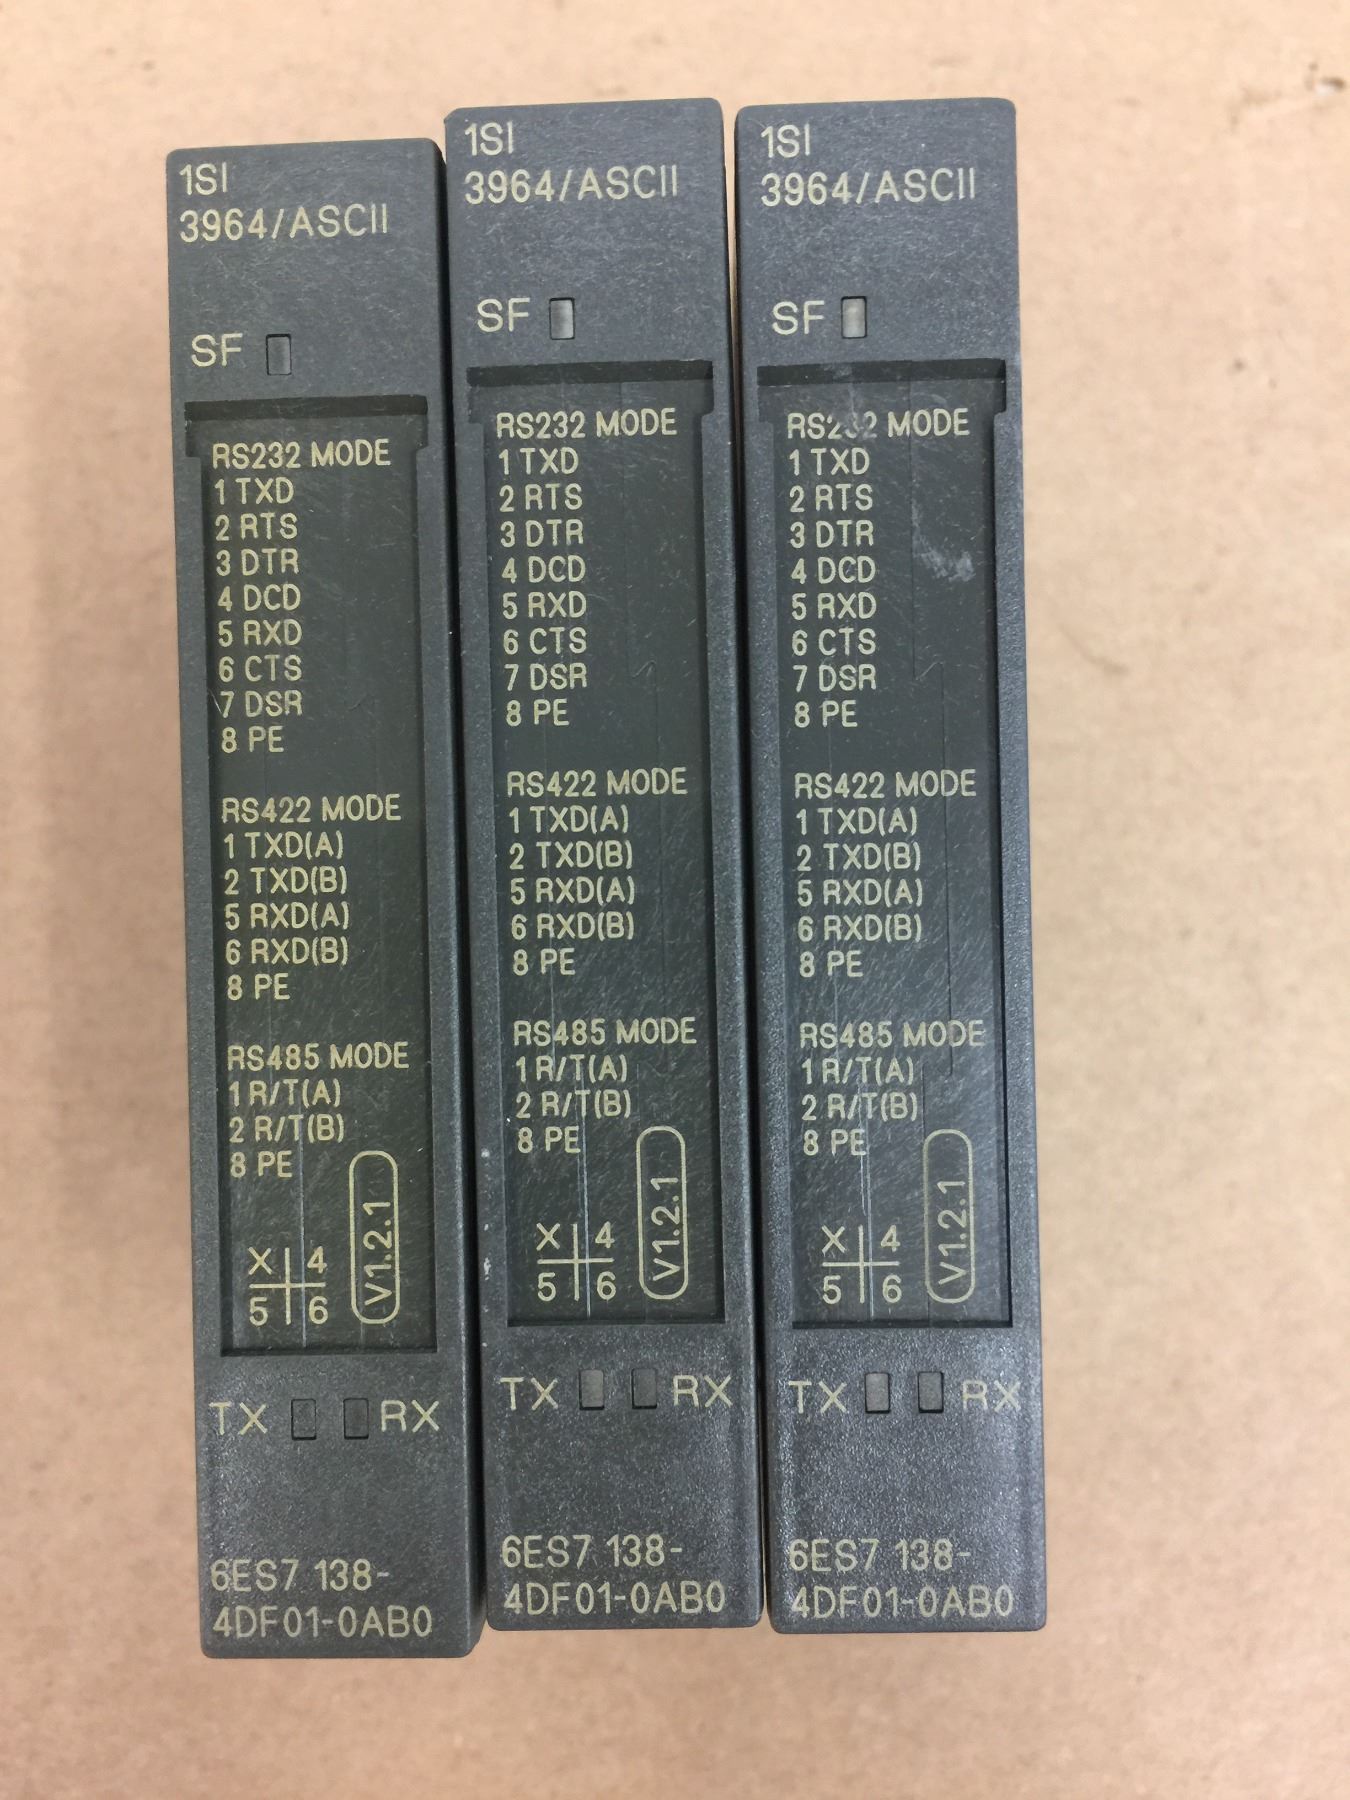 1SI
3964/ASCII
SF
RS232 MODE
1 TXD
2 RTS
3 DTR
4 DCD
5 RXD
6 CTS
7 DSR
8 PE
RS422 MODE
1 TXD(A)
2 TXD(B)
5 RXD(A)
6 RXD(B)
8 PE
RS485 MODE
1 R/T(A)
2 R/T(B)
8 PE
X 4
5 6
V1.2.1
TX RX
6ES7 138-
4DF01-0AB0
1SI
3964/ASCII
SF
RS232 MODE
1 TXD
2 RTS
3 DTR
4 DCD
5 RXD
6 CTS
7 DSR
8 PE
RS422 MODE
1 TXD(A)
2 TXD(B)
5 RXD(A)
6 RXD(B)
8 PE
RS485 MODE
1 R/T(A)
2 R/T(B)
8 PE
X 4
5 6
V1.2.1
TX RX
6ES7 138-
4DF01-0AB0
1SI
3964/ASCII
SF
RS232 MODE
1 TXD
2 RTS
3 DTR
4 DCD
5 RXD
6 CTS
7 DSR
8 PE
RS422 MODE
1 TXD(A)
2 TXD(B)
5 RXD(A)
6 RXD(B)
8 PE
RS485 MODE
1 R/T(A)
2 R/T(B)
8 PE
X 4
5 6
V1.2.1
TX RX
6ES7 138-
4DF01-0AB0